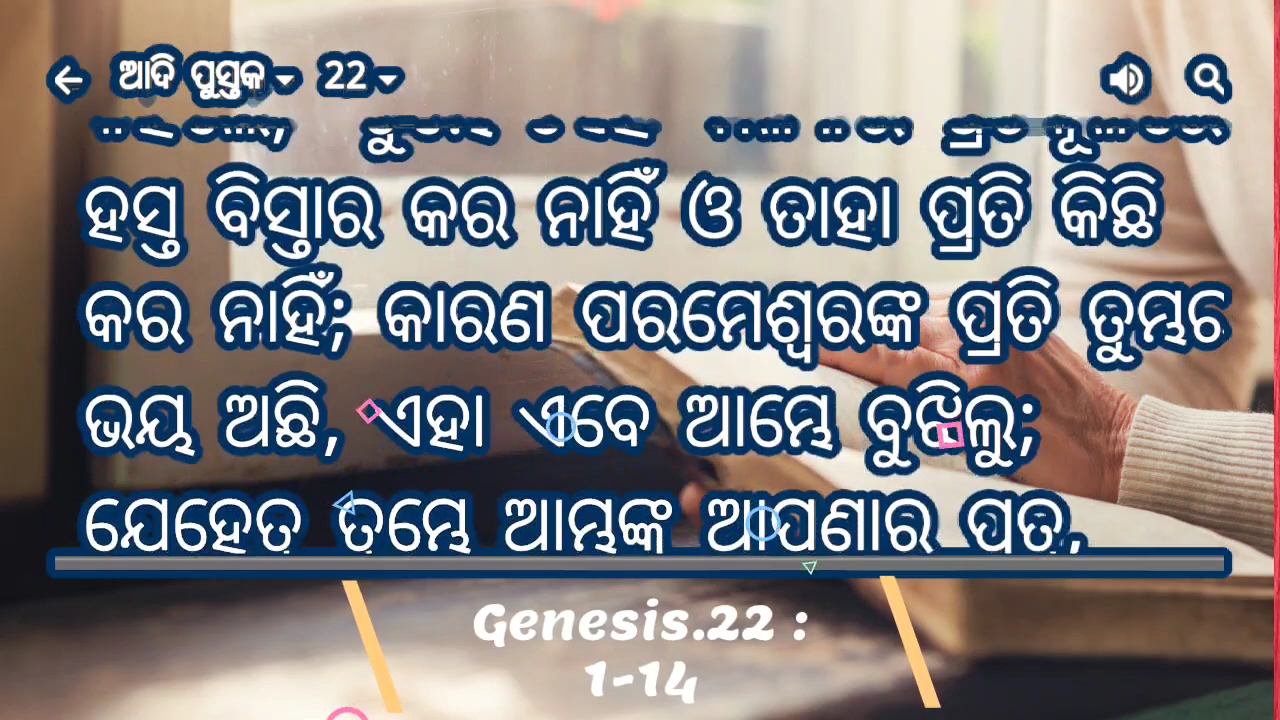 ଆଦି ପୁସ୍ତକ 22
ହସ୍ତ ବିସ୍ତାର କର ନାହିଁ ଓ ତାହା ପ୍ରତି କିଛି
କର ନାହିଁ; କାରଣ ପରମେଶ୍ୱରଙ୍କ ପ୍ରତି ତୁମ୍ଭର
ଭୟ ଅଛି, ଏହା ଏବେ ଆମ୍ଭେ ବୁଝିଲୁ;
ଯେହେତୁ ତୁମ୍ଭେ ଆମ୍ଭଙ୍କୁ ଆପଣାର ପୁତ୍ର,
Genesis.22 :
1-14